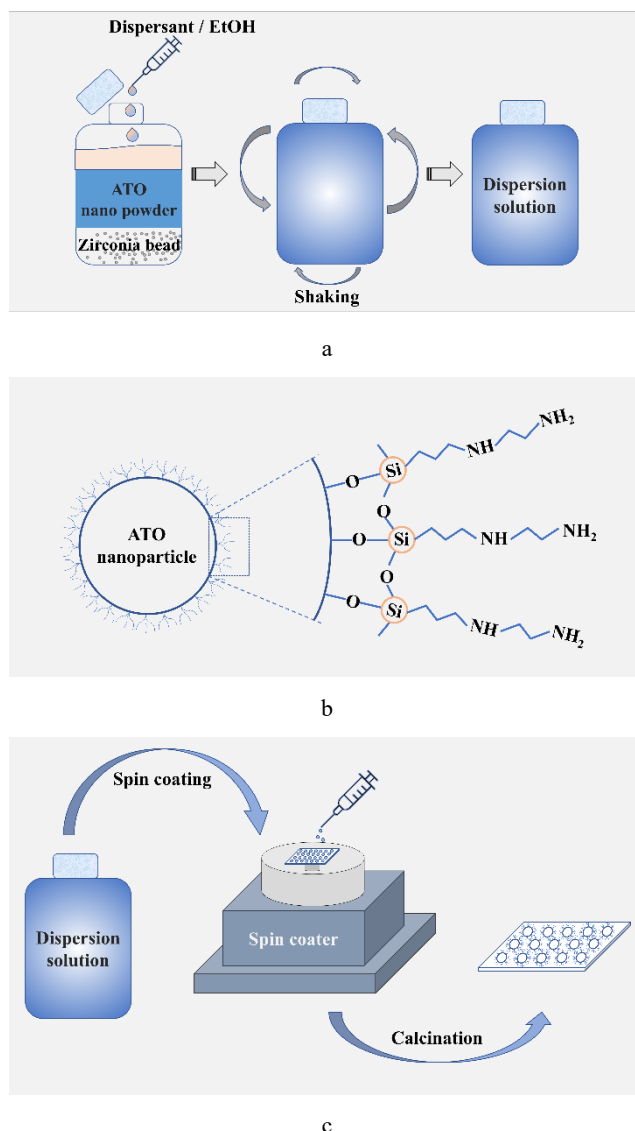 Dispersant / EtOH
ATO
nano powder
Zirconia bead
Shaking
Dispersion
solution
a
ATO
nanoparticle
O
Si
NH
NH2
O
O
Si
NH
NH2
O
O
Si
NH
NH2
b
Spin coating
Dispersion
solution
Spin coater
Calcination
c